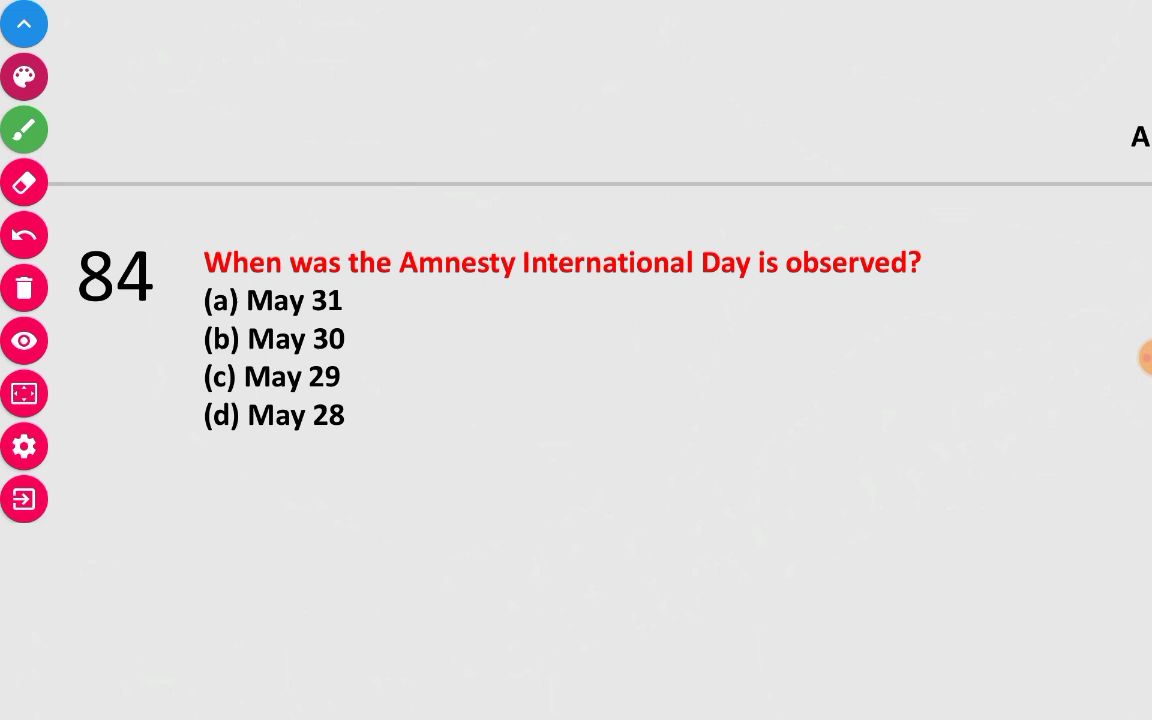 A
84
When was the Amnesty International Day is observed?
(a) May 31
(b) May 30
(c) May 29
(d) May 28